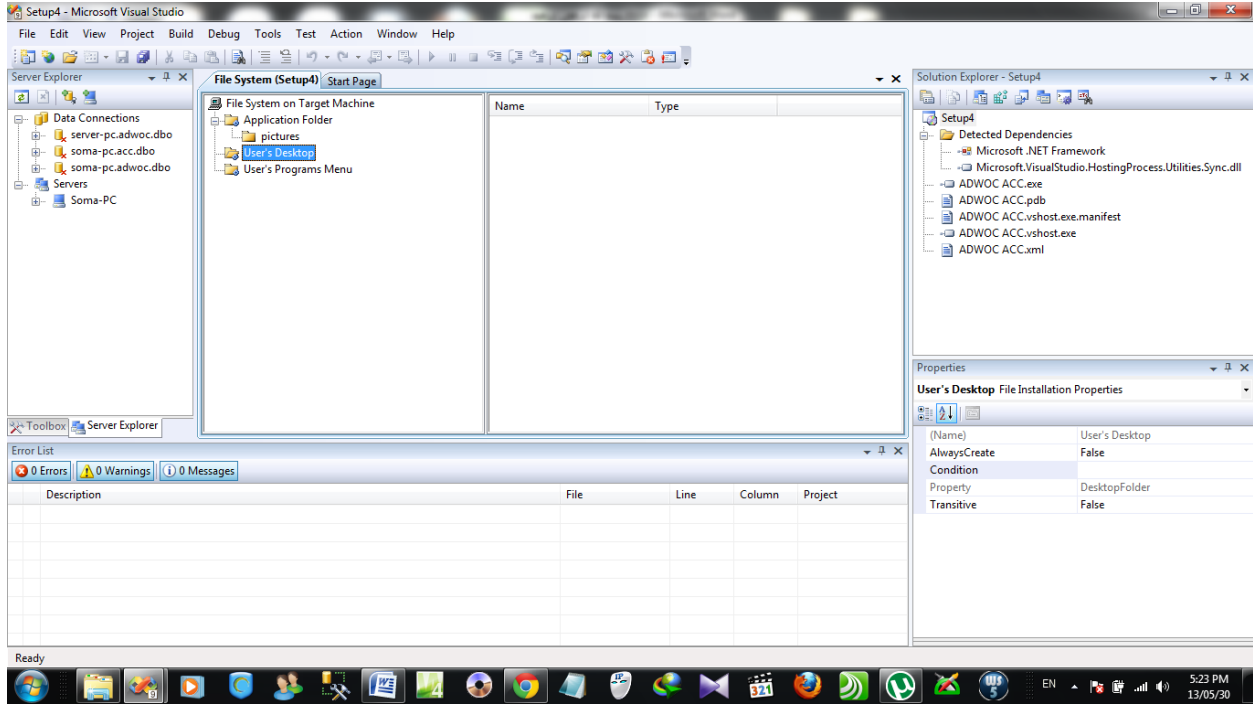 Setup4 - Microsoft Visual Studio
File Edit View Project Build Debug Tools Test Action Window Help
Server Explorer
Data Connections
server-pc.adwoc.dbo
soma-pc.acc.dbo
soma-pc.adwoc.dbo
Servers
Soma-PC
Toolbox Server Explorer
File System (Setup4) Start Page
File System on Target Machine
Application Folder
pictures
User's Desktop
User's Programs Menu
Name Type
Solution Explorer - Setup4
Setup4
Detected Dependencies
Microsoft .NET Framework
Microsoft.VisualStudio.HostingProcess.Utilities.Sync.dll
ADWOC ACC.exe
ADWOC ACC.pdb
ADWOC ACC.vshost.exe.manifest
ADWOC ACC.vshost.exe
ADWOC ACC.xml
Properties
User's Desktop File Installation Properties
(Name) User's Desktop
AlwaysCreate False
Condition
Property DesktopFolder
Transitive False
Error List
0 Errors 0 Warnings 0 Messages
Description File Line Column Project
Ready
EN
5:23 PM
13/05/30